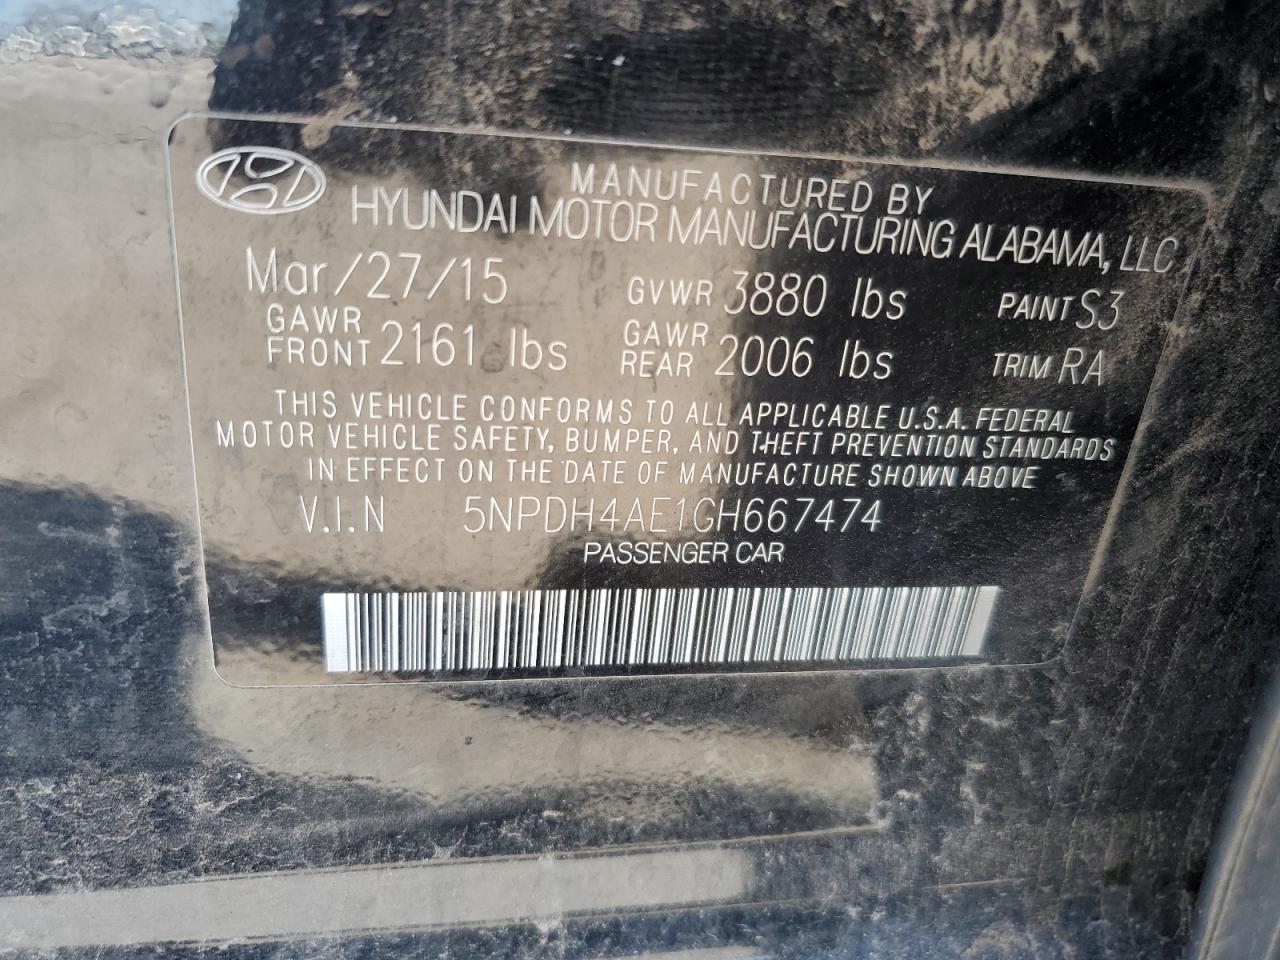 MANUFACTURED BY
HYUNDAI MOTOR MANUFACTURING ALABAMA, LLC
Mar/27/15 GVWR 3880 lbs PAINT S3
GAWR FRONT 2161 lbs GAWR REAR 2006 lbs TRIM RA
THIS VEHICLE CONFORMS TO ALL APPLICABLE U.S.A. FEDERAL
MOTOR VEHICLE SAFETY, BUMPER, AND THEFT PREVENTION STANDARDS
IN EFFECT ON THE DATE OF MANUFACTURE SHOWN ABOVE
V.I.N 5NPDH4AE1GH667474
PASSENGER CAR